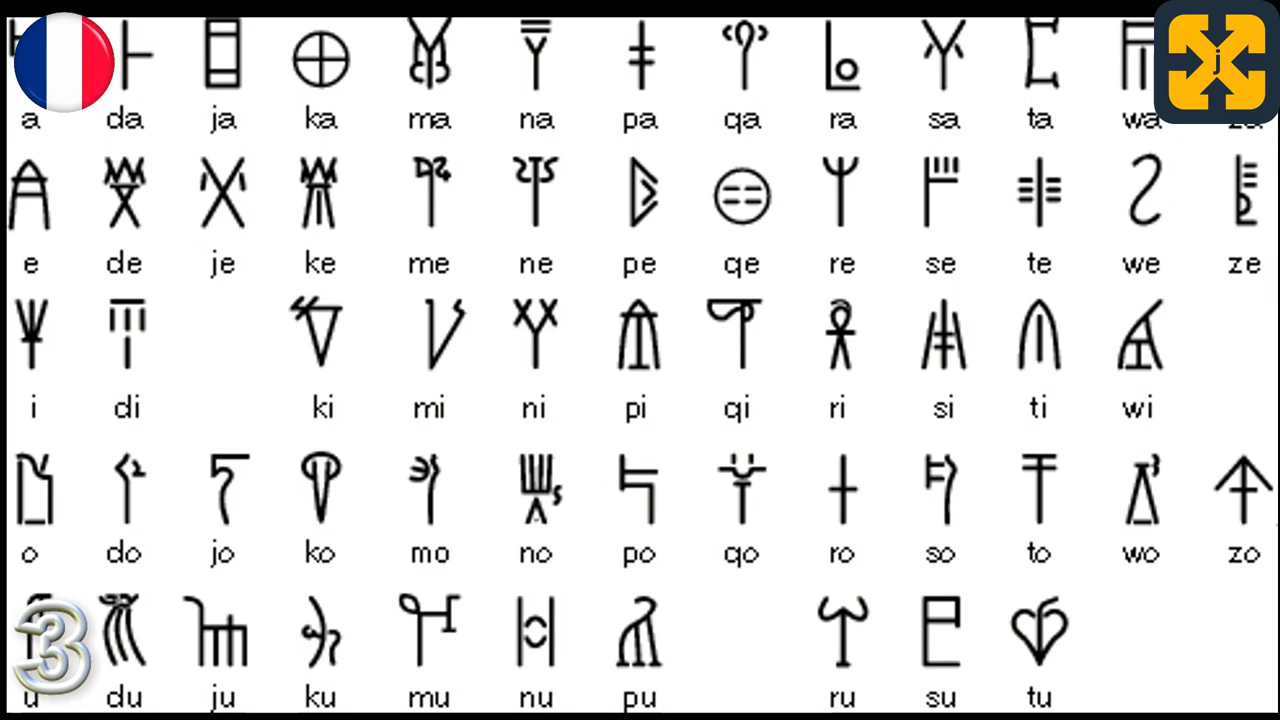 𐀅 𐀊 𐀏 𐀔 𐀙 𐀞 𐀣 𐀨 𐀭 𐀲 𐀷
j
a da ja ka ma na pa qa ra sa ta wa
𐀁 𐀆 𐀋 𐀐 𐀕 𐀚 𐀟 𐀤 𐀩 𐀮 𐀳 𐀸 𐀽
e de je ke me ne pe qe re se te we ze
𐀂 𐀇 𐀑 𐀖 𐀛 𐀠 𐀥 𐀪 𐀯 𐀴 𐀹
i di ki mi ni pi qi ri si ti wi
𐀃 𐀈 𐀍 𐀒 𐀗 𐀜 𐀡 𐀦 𐀫 𐀰 𐀵 𐀺 𐀿
o do jo ko mo no po qo ro so to wo zo
3 𐀉 𐀎 𐀓 𐀘 𐀝 𐀢 𐀬 𐀱 𐀶
u du ju ku mu nu pu ru su tu